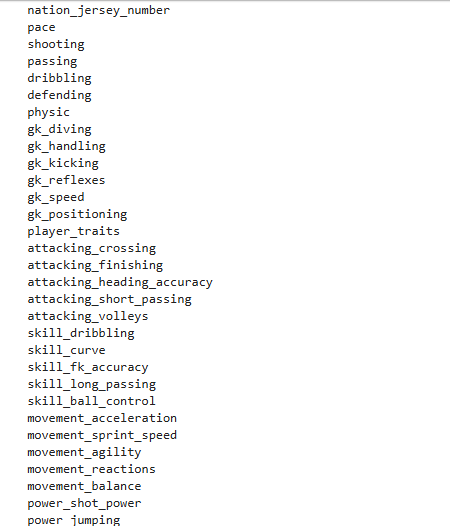 nation_jersey_number
pace
shooting
passing
dribbling
defending
physic
gk_diving
gk_handling
gk_kicking
gk_reflexes
gk_speed
gk_positioning
player_traits
attacking_crossing
attacking_finishing
attacking_heading_accuracy
attacking_short_passing
attacking_volleys
skill_dribbling
skill_curve
skill_fk_accuracy
skill_long_passing
skill_ball_control
movement_acceleration
movement_sprint_speed
movement_agility
movement_reactions
movement_balance
power_shot_power
power_jumping